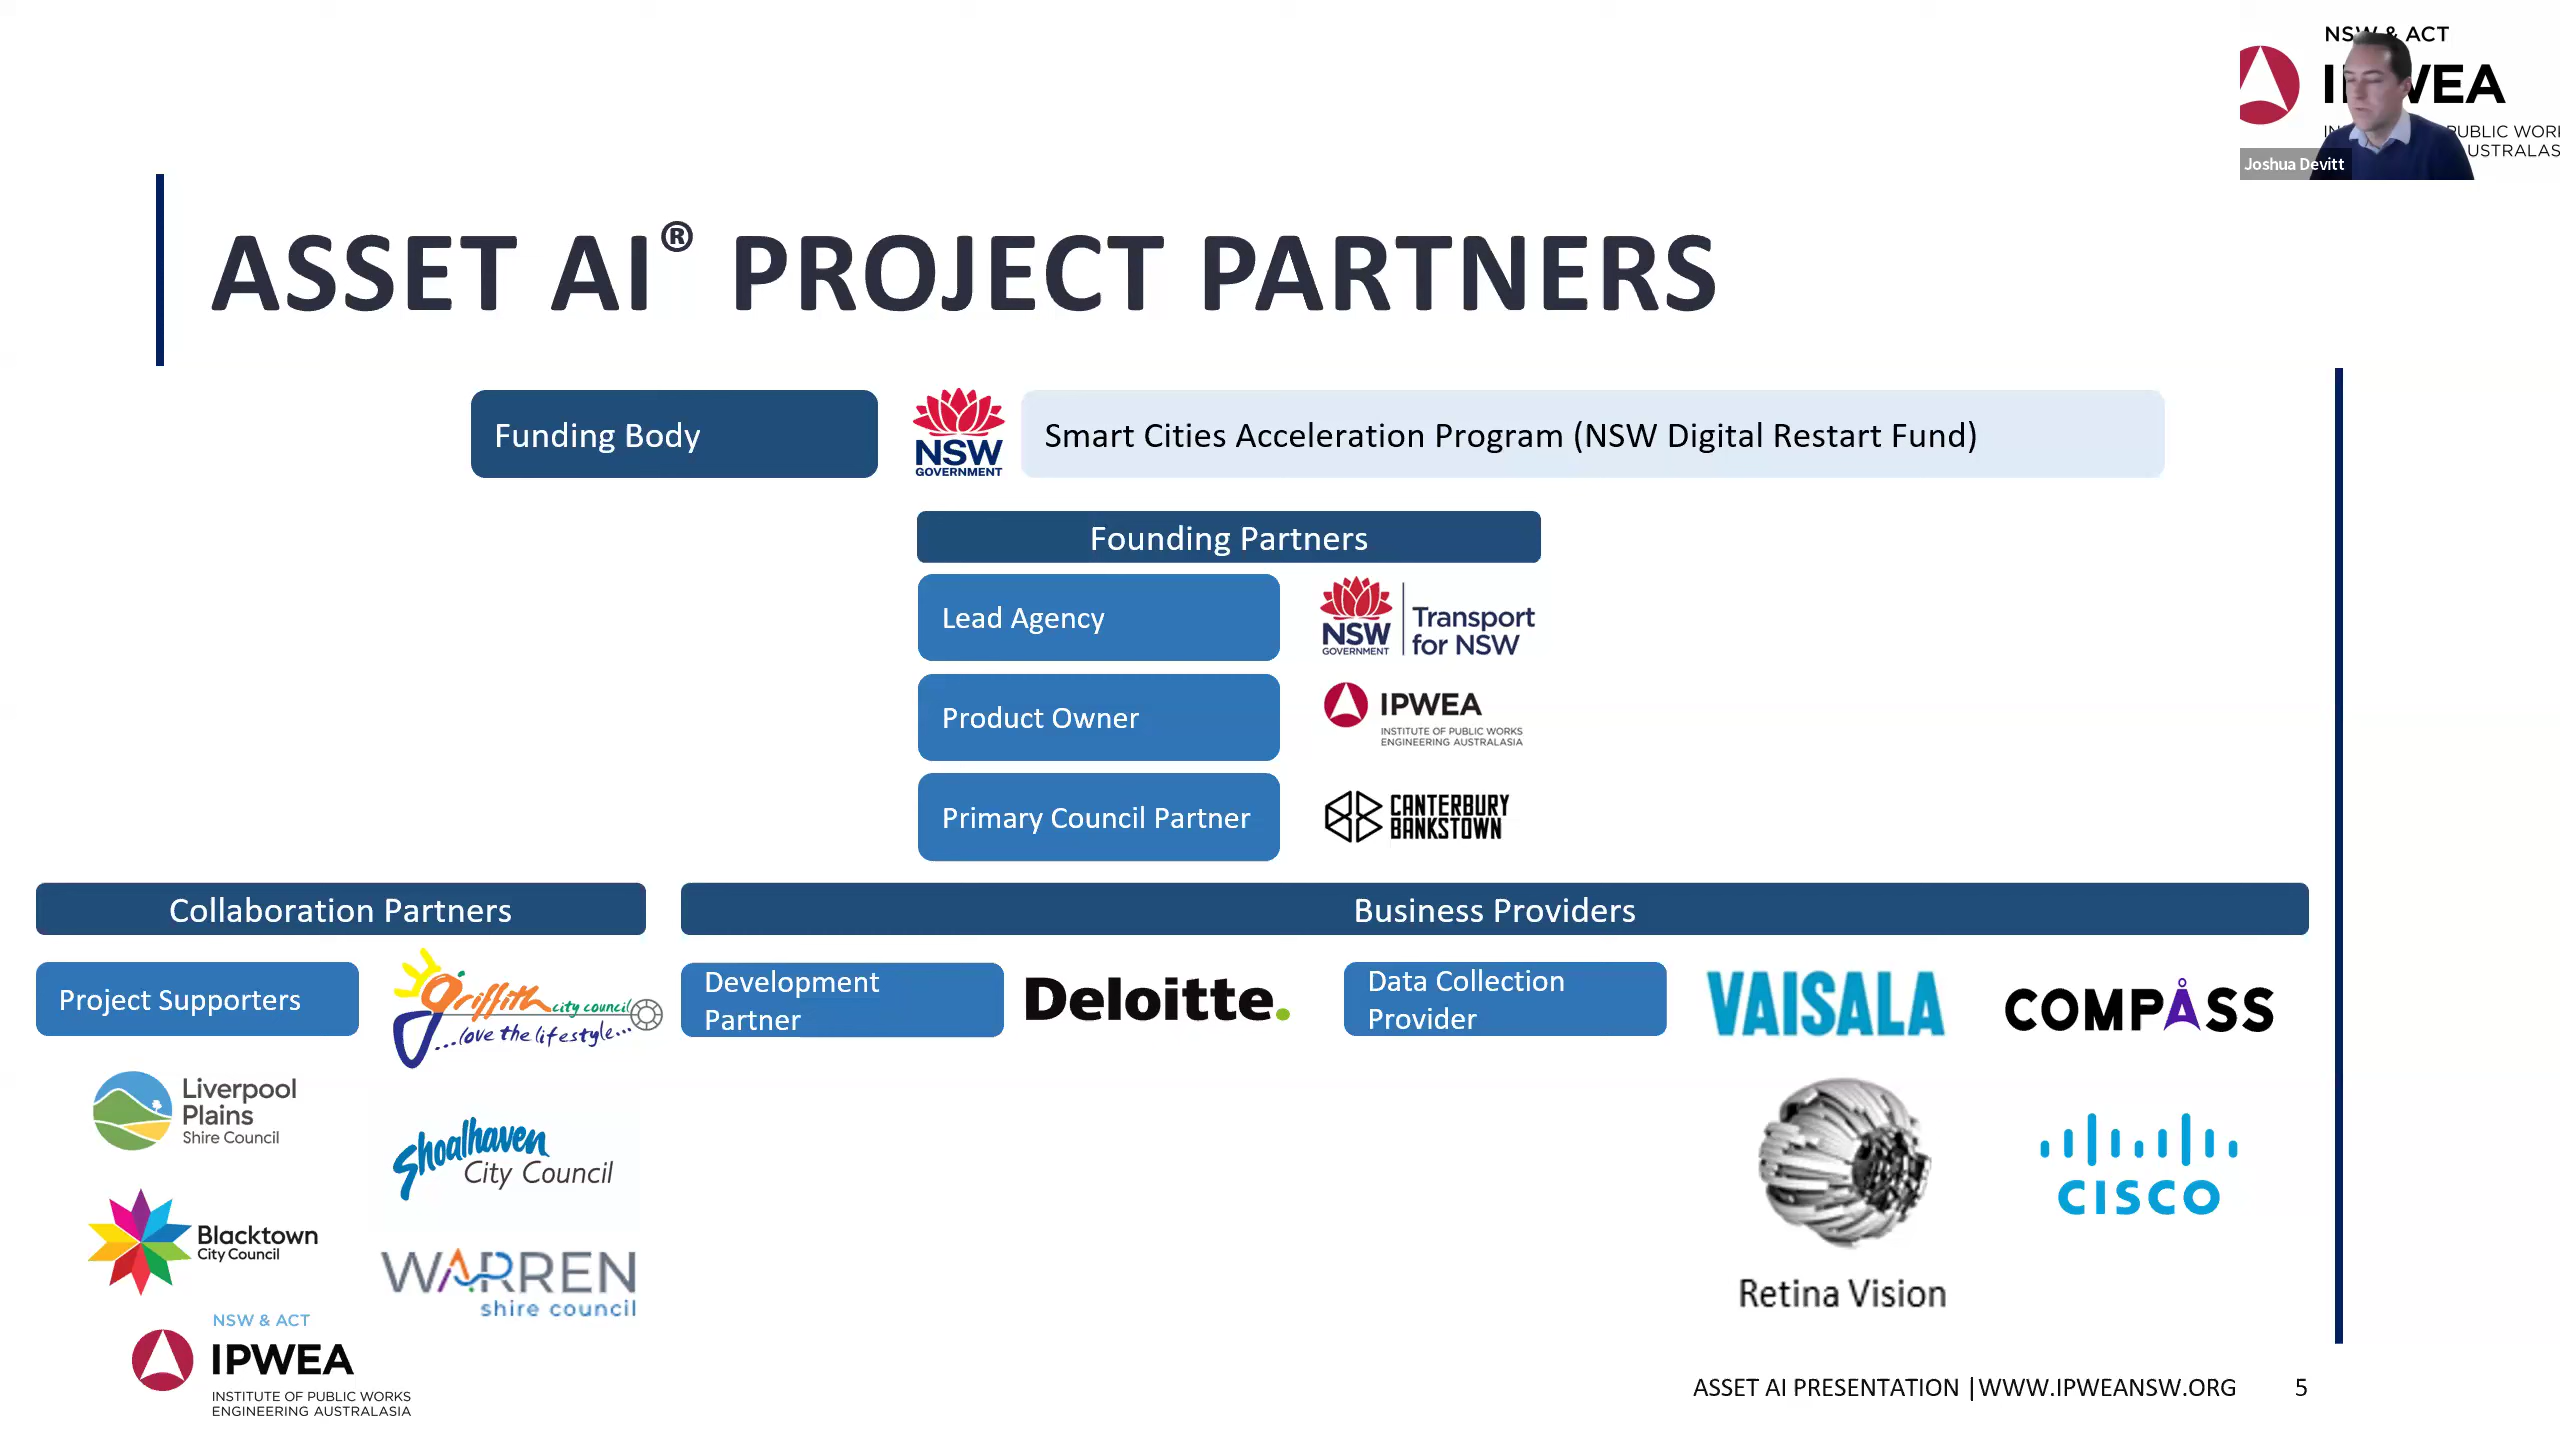 NSW & ACT
IPWEA
Joshua Devitt
ASSET AI® PROJECT PARTNERS
Funding Body
NSW
GOVERNMENT
Smart Cities Acceleration Program (NSW Digital Restart Fund)
Founding Partners
Lead Agency
NSW
GOVERNMENT
Transport
for NSW
Product Owner
IPWEA
INSTITUTE OF PUBLIC WORKS
ENGINEERING AUSTRALASIA
Primary Council Partner
CANTERBURY
BANKSTOWN
Collaboration Partners
Project Supporters
griffith city council
...love the lifestyle...
Liverpool
Plains
Shire Council
Shoalhaven
City Council
Blacktown
City Council
WARREN
shire council
Business Providers
Development
Partner
Deloitte.
Data Collection
Provider
VAISALA
COMPASS
Retina Vision
CISCO
NSW & ACT
IPWEA
INSTITUTE OF PUBLIC WORKS
ENGINEERING AUSTRALASIA
ASSET AI PRESENTATION |WWW.IPWEANSW.ORG
5